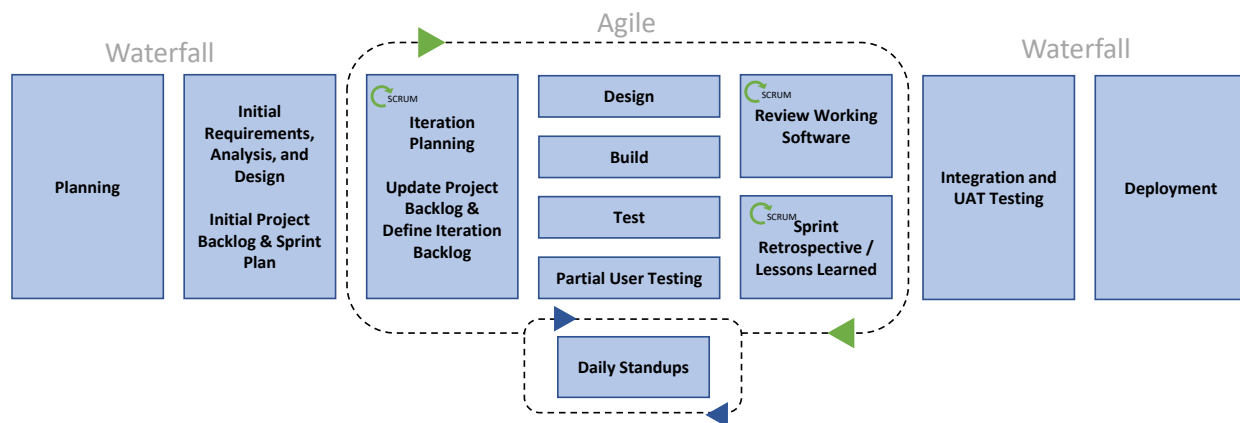 Waterfall
Agile
Waterfall
Planning
Initial
Requirements,
Analysis, and
Design
Initial Project
Backlog & Sprint
Plan
SCRUM
Iteration
Planning
Update Project
Backlog &
Define Iteration
Backlog
Design
Build
Test
Partial User Testing
SCRUM
Review Working
Software
SCRUM
Sprint
Retrospective /
Lessons Learned
Daily Standups
Integration and
UAT Testing
Deployment